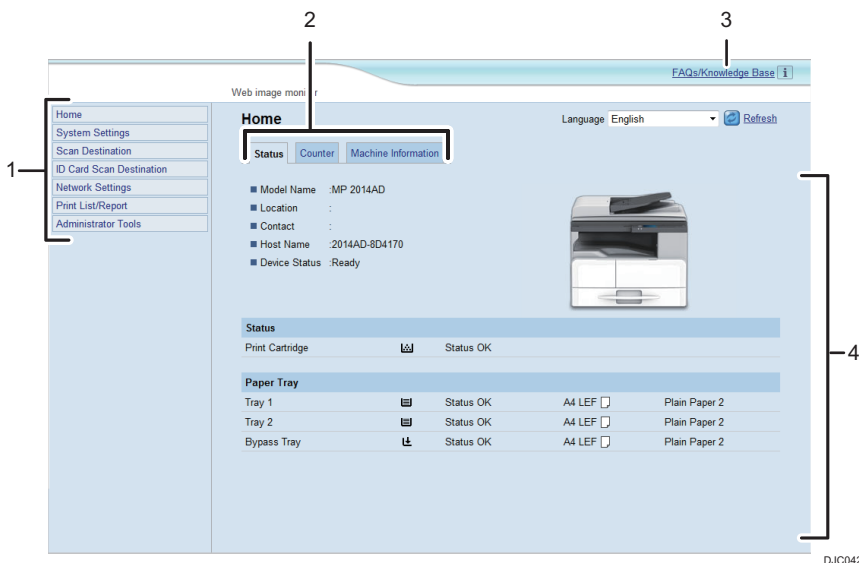 2
3
FAQs/Knowledge Base i
Web image monitor
1
Home
System Settings
Scan Destination
ID Card Scan Destination
Network Settings
Print List/Report
Administrator Tools
Home
Language English Refresh
Status Counter Machine Information
Model Name :MP 2014AD
Location :
Contact :
Host Name :2014AD-8D4170
Device Status :Ready
Status
Print Cartridge Status OK
4
Paper Tray
Tray 1 Status OK A4 LEF Plain Paper 2
Tray 2 Status OK A4 LEF Plain Paper 2
Bypass Tray Status OK A4 LEF Plain Paper 2
DJC042